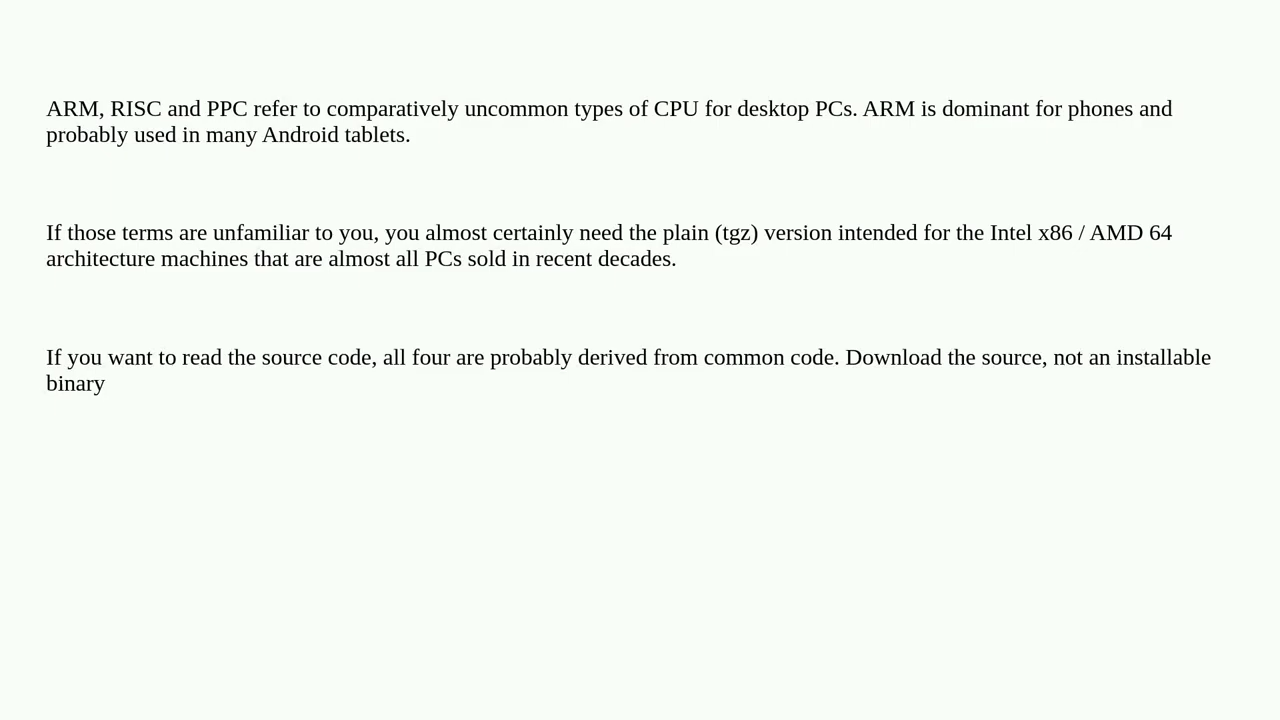 ARM, RISC and PPC refer to comparatively uncommon types of CPU for desktop PCs. ARM is dominant for phones and
probably used in many Android tablets.
If those terms are unfamiliar to you, you almost certainly need the plain (tgz) version intended for the Intel x86 / AMD 64
architecture machines that are almost all PCs sold in recent decades.
If you want to read the source code, all four are probably derived from common code. Download the source, not an installable
binary